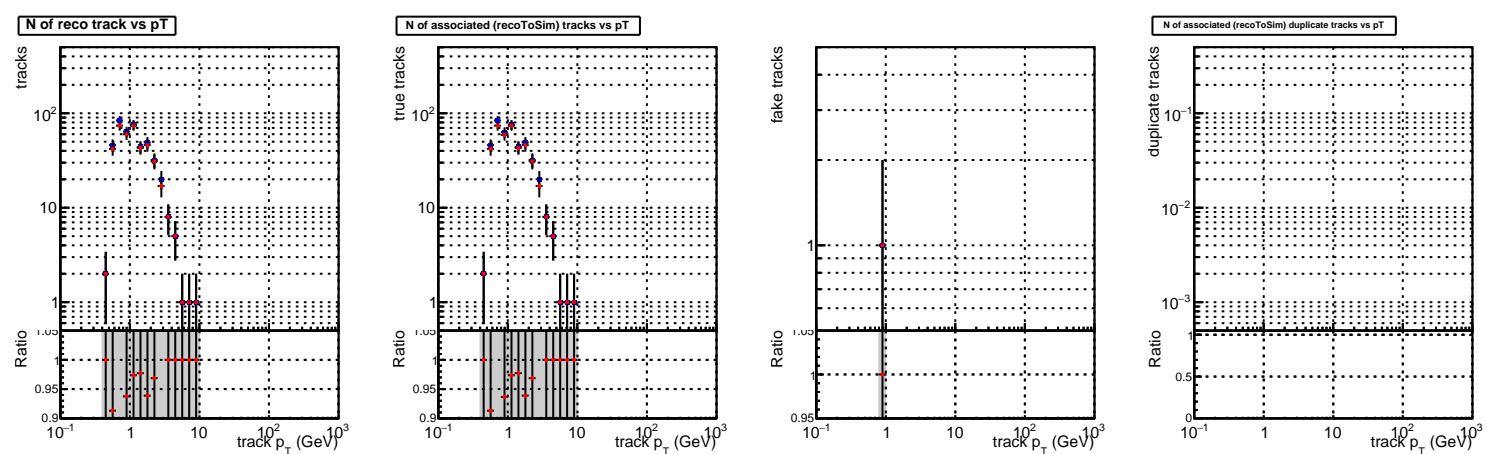 N of reco track vs pT
tracks
10²
10
1
Ratio
1.05
1
0.95
0.9
10⁻¹ 1 10 10² 10³
track p_T (GeV)
N of associated (recoToSim) tracks vs pT
true tracks
10²
10
1
Ratio
1.05
1
0.95
0.9
10⁻¹ 1 10 10² 10³
track p_T (GeV)
fake tracks
1
Ratio
1.05
1
0.95
10⁻¹ 1 10 10² 10³
track p_T (GeV)
N of associated (recoToSim) duplicate tracks vs pT
duplicate tracks
10⁻¹
10⁻²
10⁻³
Ratio
1
0.5
0
10⁻¹ 1 10 10² 10³
track p_T (GeV)